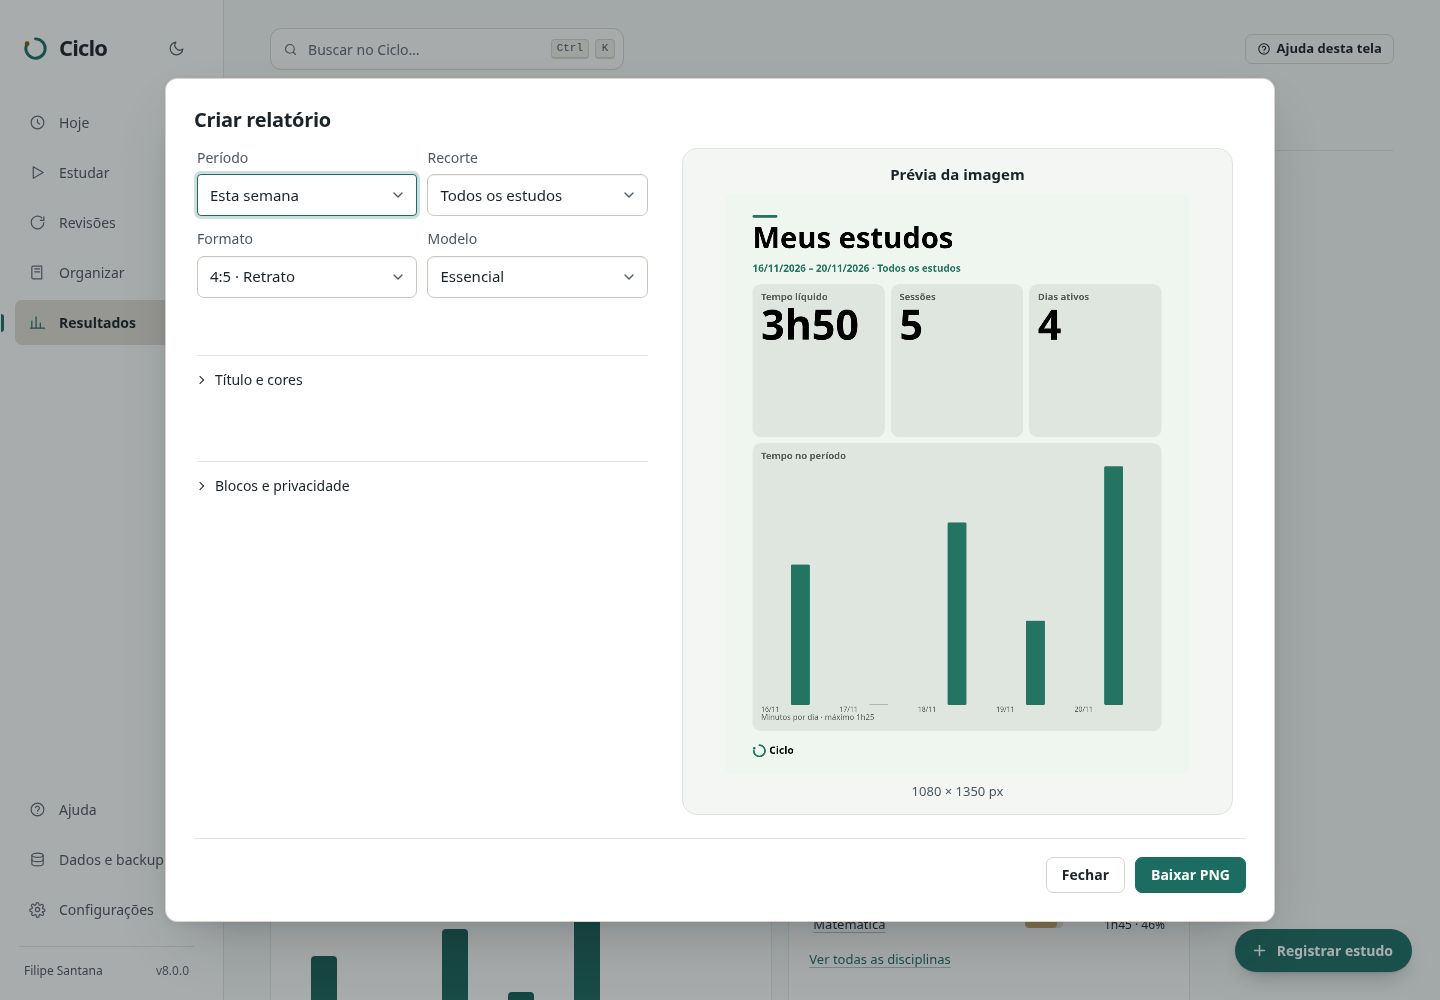 Ciclo
Buscar no Ciclo...
Ctrl
K
Ajuda desta tela
Hoje
Estudar
Revisões
Organizar
Resultados
Ajuda
Dados e backup
Configurações
Filipe Santana
v8.0.0
Criar relatório
Período
Recorte
Esta semana
Todos os estudos
Formato
Modelo
4:5 · Retrato
Essencial
Título e cores
Blocos e privacidade
Prévia da imagem
Meus estudos
16/11/2026 – 20/11/2026 · Todos os estudos
Tempo líquido
Sessões
Dias ativos
3h50
5
4
Tempo no período
16/11
17/11
18/11
19/11
20/11
Minutos por dia · máximo 1h25
Ciclo
1080 × 1350 px
Fechar
Baixar PNG
Matemática
1h45 · 46%
Ver todas as disciplinas
Registrar estudo